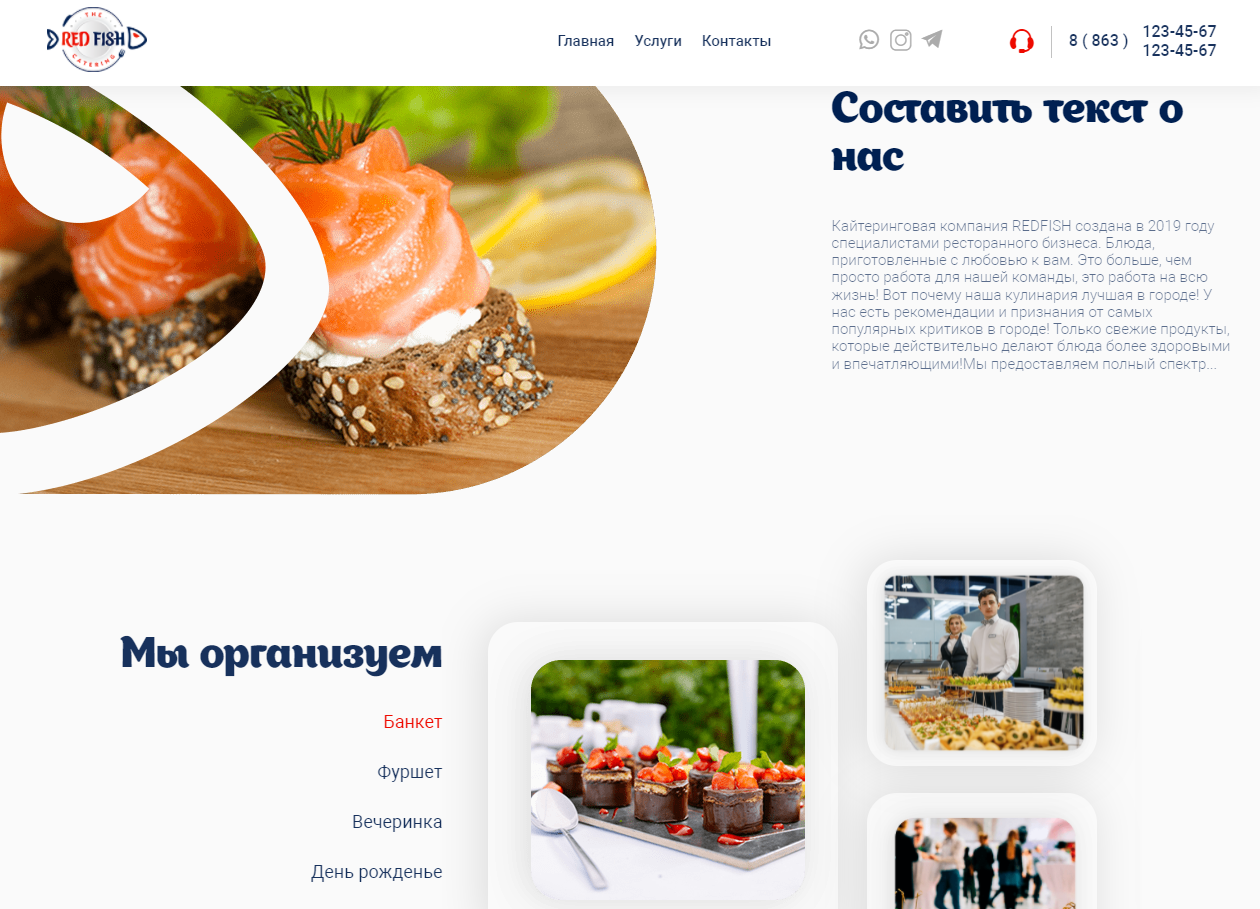 THE
RED FISH
CATERING
Главная Услуги Контакты
8 ( 863 ) 123-45-67
123-45-67
Составить текст о
нас
Кайтеринговая компания REDFISH создана в 2019 году
специалистами ресторанного бизнеса. Блюда,
приготовленные с любовью к вам. Это больше, чем
просто работа для нашей команды, это работа на всю
жизнь! Вот почему наша кулинария лучшая в городе! У
нас есть рекомендации и признания от самых
популярных критиков в городе! Только свежие продукты,
которые действительно делают блюда более здоровыми
и впечатляющими!Мы предоставляем полный спектр...
Мы организуем
Банкет
Фуршет
Вечеринка
День рожденье